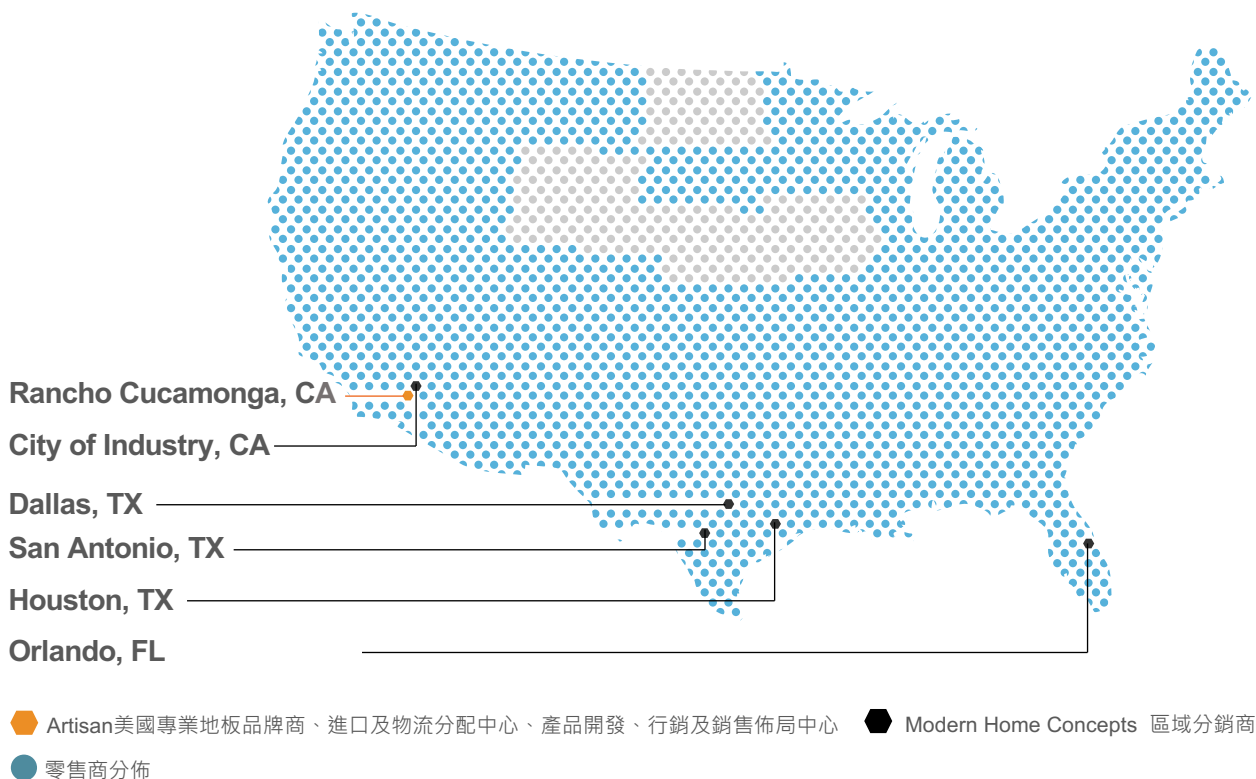 Rancho Cucamonga, CA
City of Industry, CA
Dallas, TX
San Antonio, TX
Houston, TX
Orlando, FL
Artisan美國專業地板品牌商、進口及物流分配中心、產品開發、行銷及銷售佈局中心
Modern Home Concepts 區域分銷商
零售商分佈